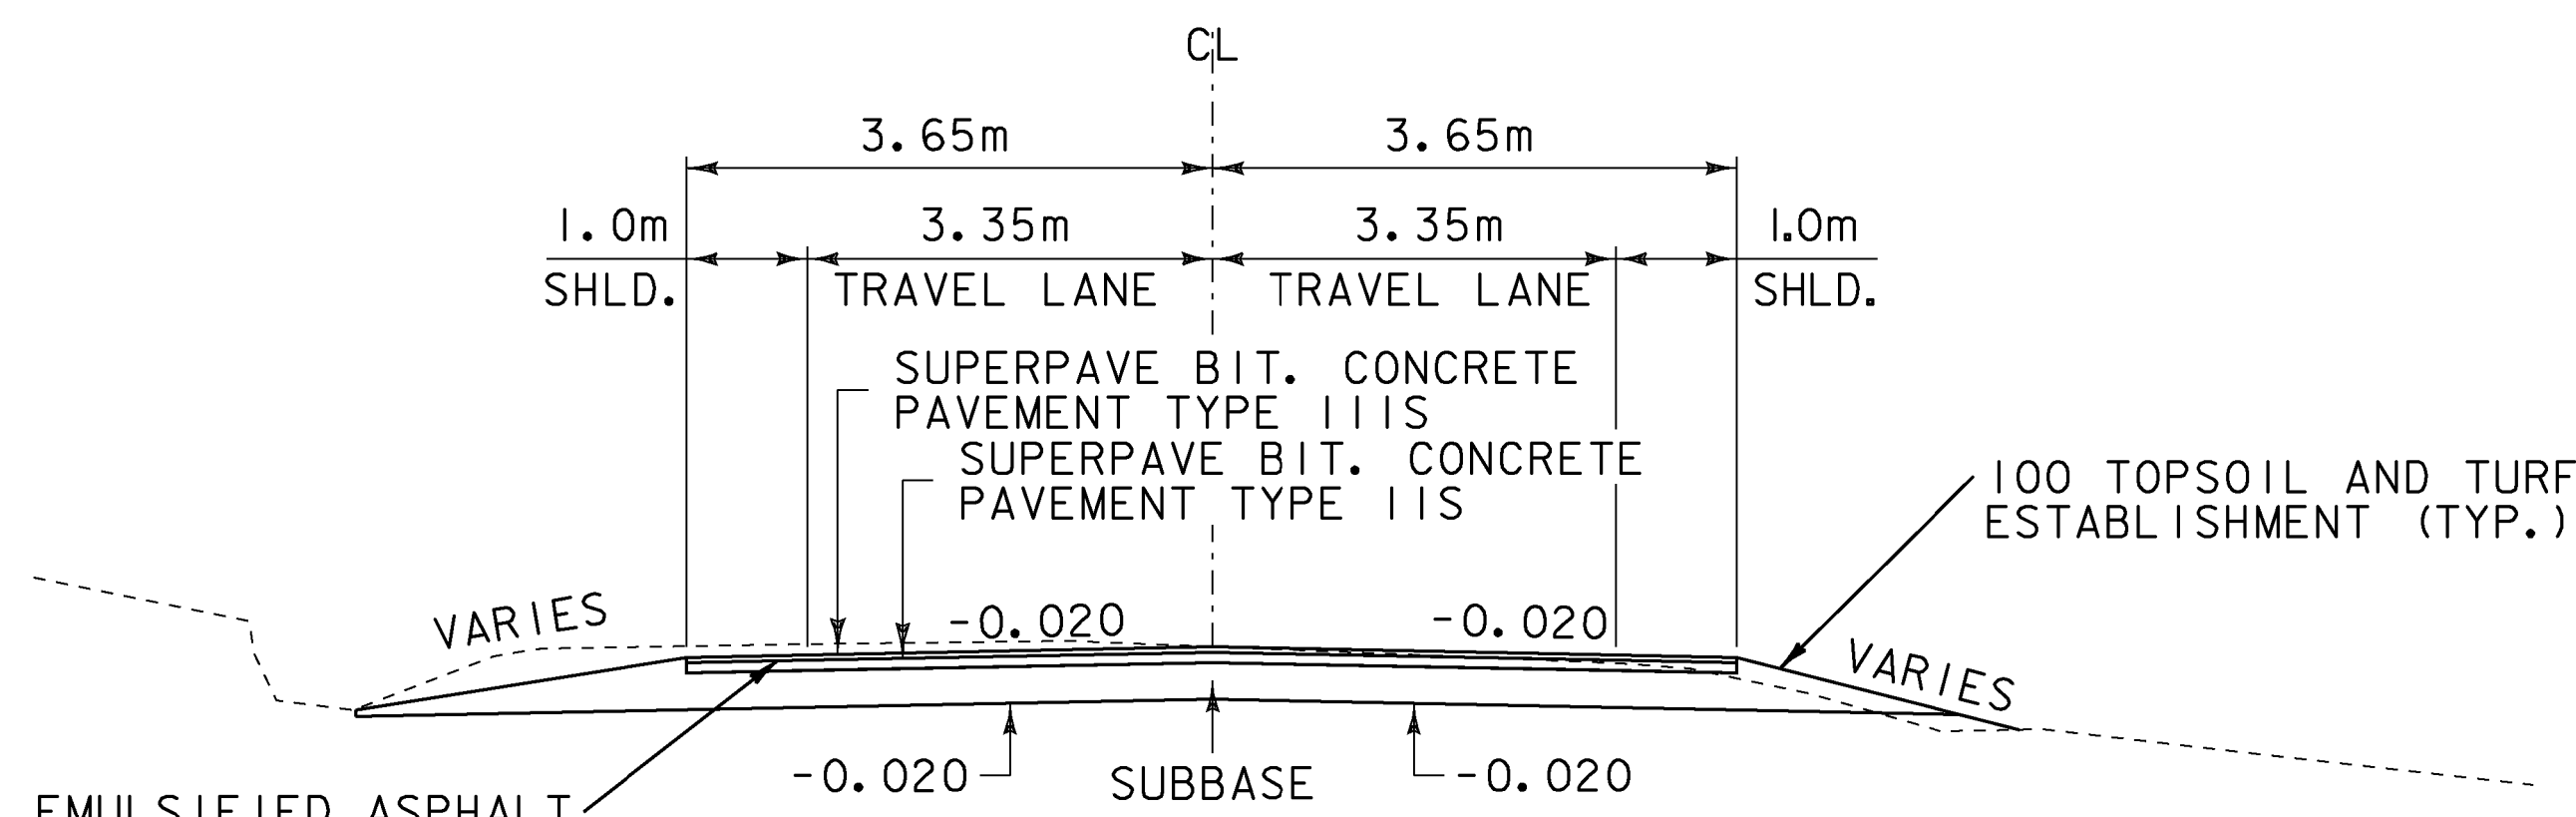 CL
3.65m 3.65m
1.0m 3.35m 3.35m 1.0m
SHLD. TRAVEL LANE TRAVEL LANE SHLD.
SUPERPAVE BIT. CONCRETE
PAVEMENT TYPE IIIS
SUPERPAVE BIT. CONCRETE
PAVEMENT TYPE IIS
100 TOPSOIL AND TURF
ESTABLISHMENT (TYP.)
VARIES -0.020 -0.020 VARIES
-0.020 SUBBASE -0.020
EMULSIFIED ASPHALT